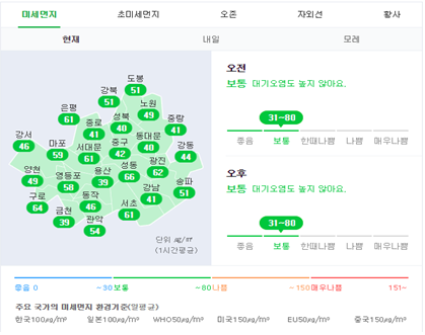 미세먼지 초미세먼지 오존 자외선 황사
현재 내일 모레
도봉 51
강북 51
노원 49
은평 61
종로 41
성북 40
중랑 41
강서 46
마포 59
서대문 61
중구 42
동대문 40
강동 44
양천 49
영등포 58
용산 39
성동 66
광진 62
구로 64
동작 46
강남 41
송파 51
금천 39
관악 54
서초 61
단위 ㎍/㎥
(1시간평균)
오전
보통 대기오염도 높지 않아요.
31~80
좋음 보통 한때나쁨 나쁨 매우나쁨
오후
보통 대기오염도 높지 않아요.
31~80
좋음 보통 한때나쁨 나쁨 매우나쁨
좋음 0 ~30 보통 ~80 나쁨 ~150 매우나쁨 151~
주요 국가의 미세먼지 환경기준(일평균)
한국100㎍/㎥ 일본100㎍/㎥ WHO50㎍/㎥ 미국150㎍/㎥ EU50㎍/㎥ 중국150㎍/㎥